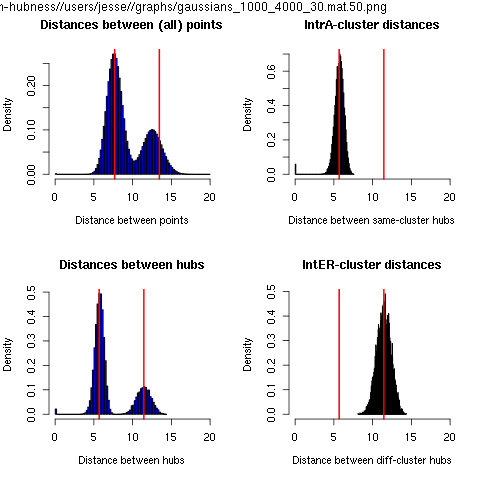 n-hubness//users/jesse//graphs/gaussians_1000_4000_30.mat.50.png
Distances between (all) points
Density
0.00 0.10 0.20
0 5 10 15 20
Distance between points
IntrA-cluster distances
Density
0.0 0.2 0.4 0.6
0 5 10 15 20
Distance between same-cluster hubs
Distances between hubs
Density
0.0 0.1 0.2 0.3 0.4 0.5
0 5 10 15 20
Distance between hubs
IntER-cluster distances
Density
0.0 0.1 0.2 0.3 0.4 0.5
0 5 10 15 20
Distance between diff-cluster hubs